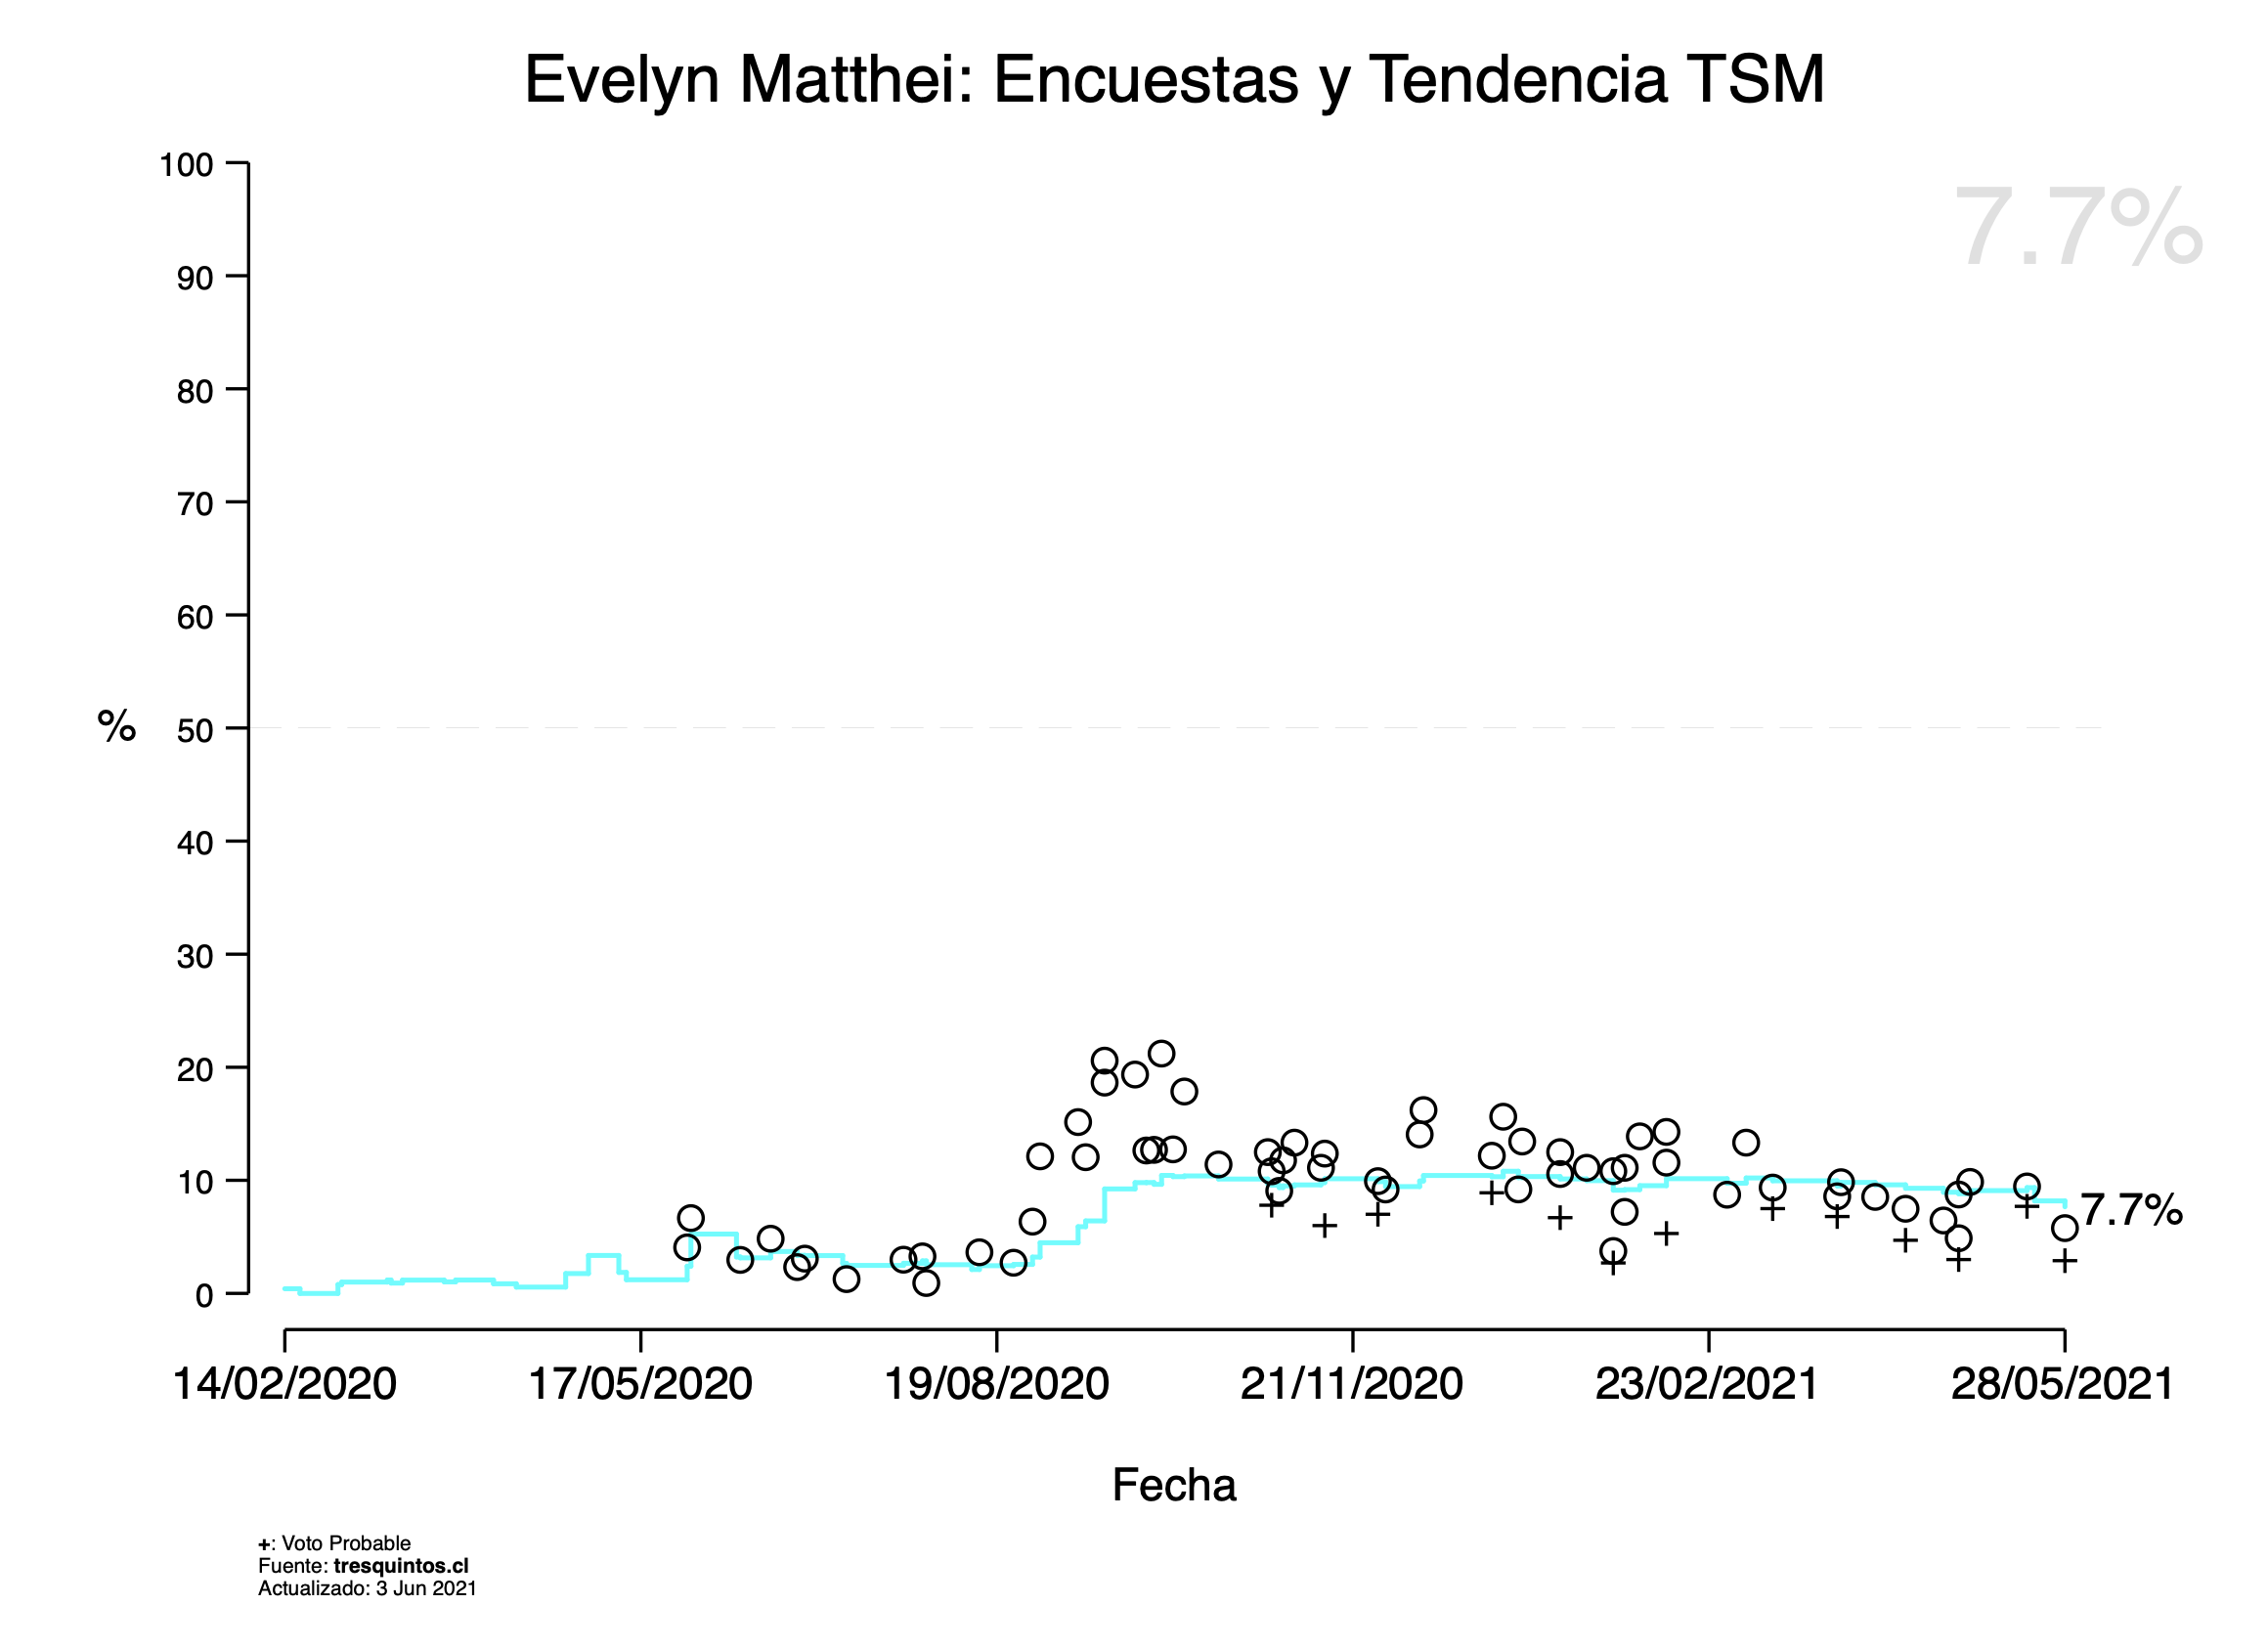 Evelyn Matthei: Encuestas y Tendencia TSM
7.7%
100
90
80
70
60
50
40
30
20
10
0
%
7.7%
14/02/2020 17/05/2020 19/08/2020 21/11/2020 23/02/2021 28/05/2021
Fecha
+: Voto Probable
Fuente: tresquintos.cl
Actualizado: 3 Jun 2021